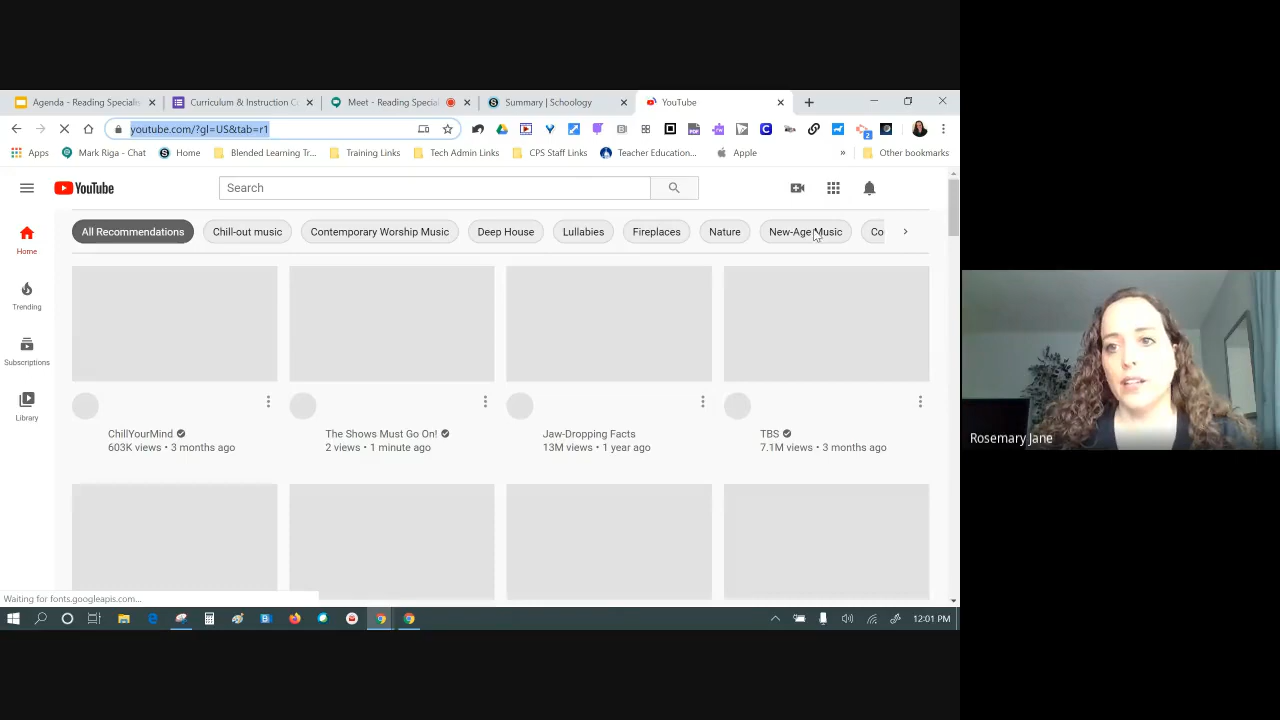 Agenda - Reading Specialis
Curriculum & Instruction C
Meet - Reading Special
Summary | Schoology
YouTube
youtube.com/?gl=US&tab=r1
Apps
Mark Riga - Chat
Home
Blended Learning Tr...
Training Links
Tech Admin Links
CPS Staff Links
Teacher Education...
Apple
»
Other bookmarks
YouTube
Search
All Recommendations
Chill-out music
Contemporary Worship Music
Deep House
Lullabies
Fireplaces
Nature
New-Age Music
Co
Home
Trending
Subscriptions
Library
ChillYourMind
603K views • 3 months ago
The Shows Must Go On!
2 views • 1 minute ago
Jaw-Dropping Facts
13M views • 1 year ago
TBS
7.1M views • 3 months ago
Waiting for fonts.googleapis.com...
12:01 PM
Rosemary Jane